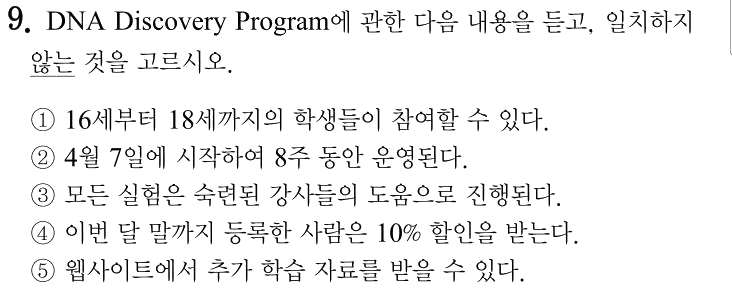 9. DNA Discovery Program에 관한 다음 내용을 듣고, 일치하지
않는 것을 고르시오.
① 16세부터 18세까지의 학생들이 참여할 수 있다.
② 4월 7일에 시작하여 8주 동안 운영된다.
③ 모든 실험은 숙련된 강사들의 도움으로 진행된다.
④ 이번 달 말까지 등록한 사람은 10% 할인을 받는다.
⑤ 웹사이트에서 추가 학습 자료를 받을 수 있다.